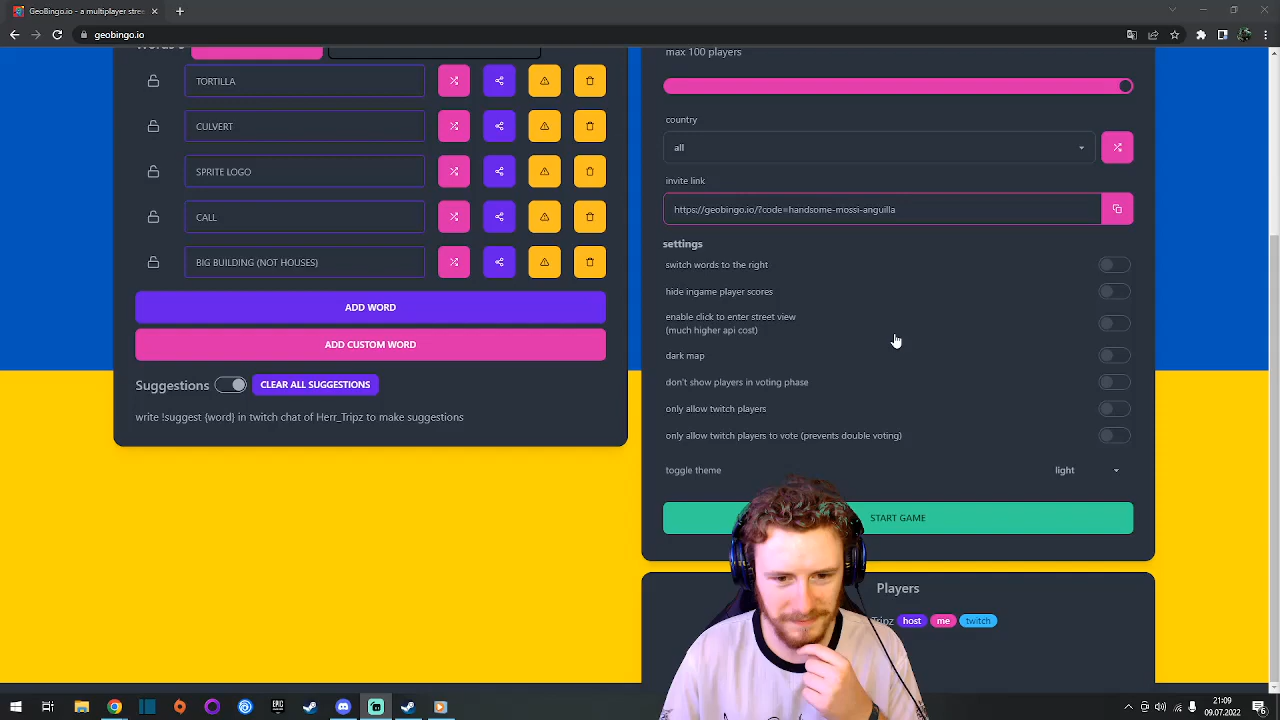 GeoBingo.io - a multiplayer stre
geobingo.io
max 100 players
TORTILLA
CULVERT
SPRITE LOGO
CALL
BIG BUILDING (NOT HOUSES)
ADD WORD
ADD CUSTOM WORD
Suggestions CLEAR ALL SUGGESTIONS
write !suggest {word} in twitch chat of Herr_Tripz to make suggestions
country
all
invite link
https://geobingo.io/?code=handsome-mossi-anguilla
settings
switch words to the right
hide ingame player scores
enable click to enter street view
(much higher api cost)
dark map
don't show players in voting phase
only allow twitch players
only allow twitch players to vote (prevents double voting)
toggle theme light
START GAME
Players
Tripz host me twitch
EPIC
21:09
09.07.2022